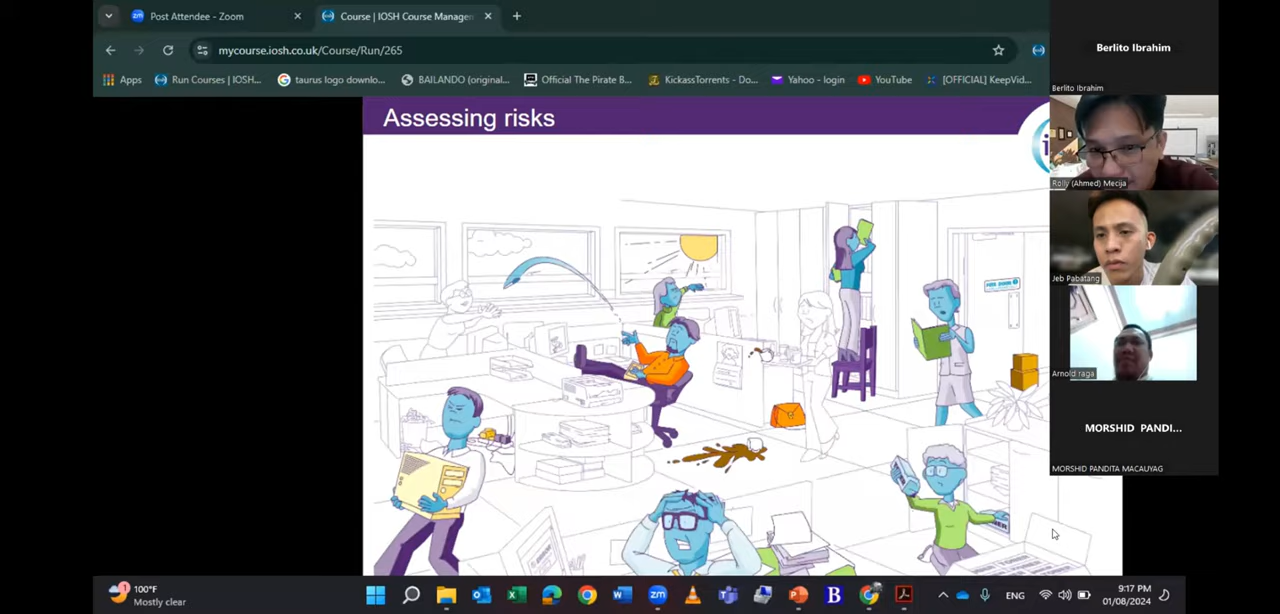 Post Attendee - Zoom
Course | IOSH Course Managemen
mycourse.iosh.co.uk/Course/Run/265
Apps
Run Courses | IOSH...
taurus logo downlo...
BAILANDO (original...
Official The Pirate B...
KickassTorrents - Do...
Yahoo - login
YouTube
[OFFICIAL] KeepVid...
Berlito Ibrahim
Berlito Ibrahim
Assessing risks
Rolly (Ahmed) Mecija
Jeb Pabatang
Arnold raga
MORSHID PANDI...
MORSHID PANDITA MACAUYAG
1
100°F
Mostly clear
ENG
9:17 PM
01/08/2024